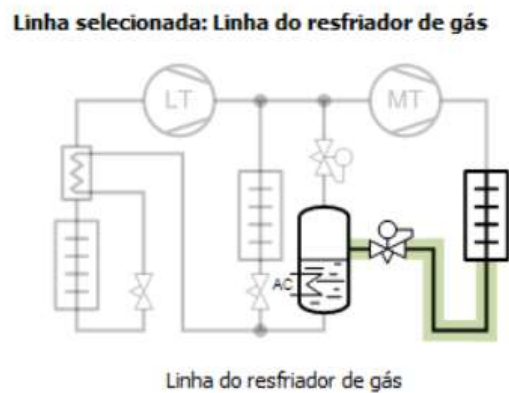 Linha selecionada: Linha do resfriador de gás
LT
MT
AC
Linha do resfriador de gás